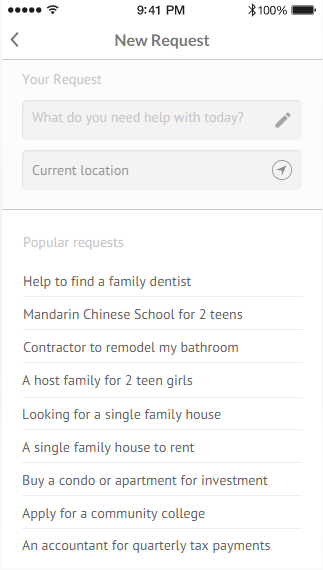 9:41 PM
100%
New Request
Your Request
What do you need help with today?
Current location
Popular requests
Help to find a family dentist
Mandarin Chinese School for 2 teens
Contractor to remodel my bathroom
A host family for 2 teen girls
Looking for a single family house
A single family house to rent
Buy a condo or apartment for investment
Apply for a community college
An accountant for quarterly tax payments